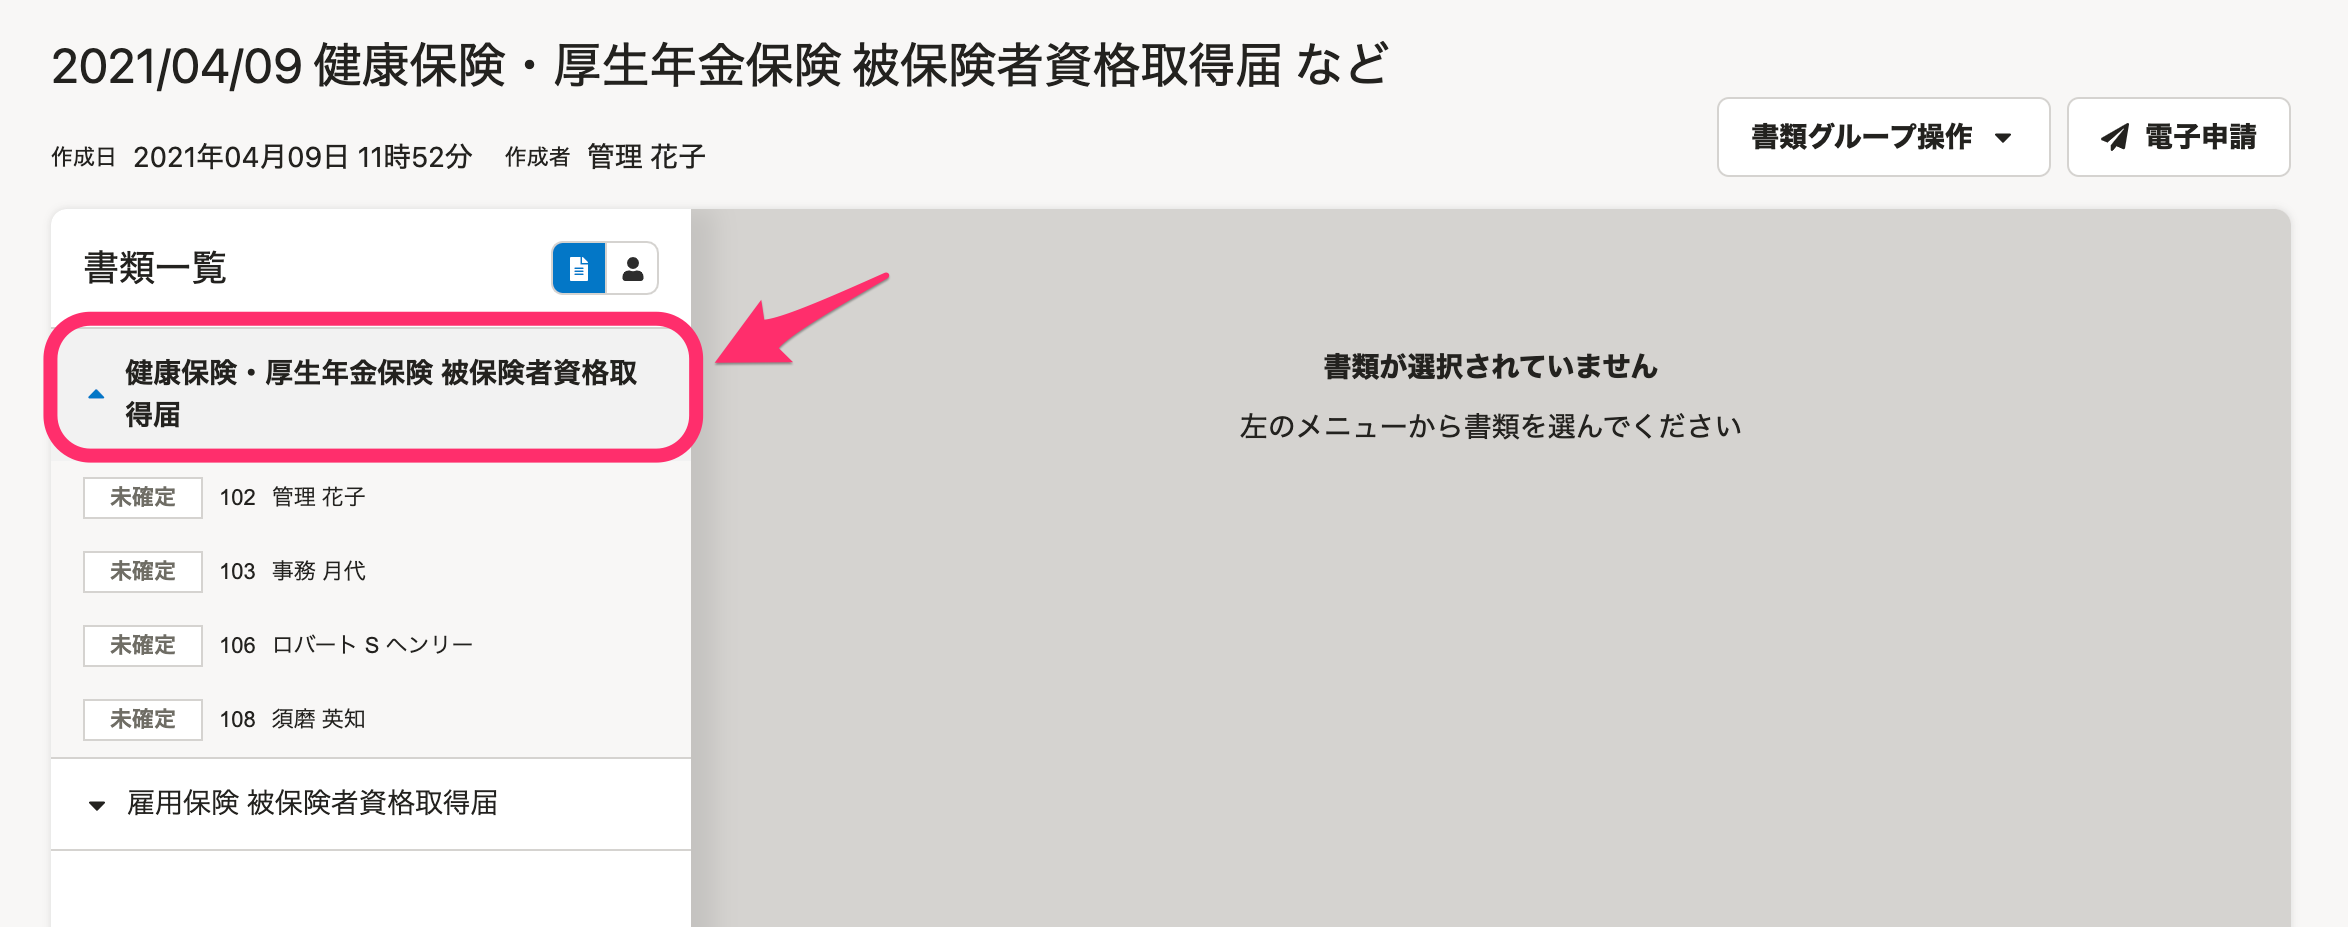 2021/04/09 健康保険・厚生年金保険 被保険者資格取得届 など
作成日 2021年04月09日 11時52分 作成者 管理 花子
書類グループ操作
電子申請
書類一覧
健康保険・厚生年金保険 被保険者資格取
得届
未確定 102 管理 花子
未確定 103 事務 月代
未確定 106 ロバート S ヘンリー
未確定 108 須磨 英知
雇用保険 被保険者資格取得届
書類が選択されていません
左のメニューから書類を選んでください